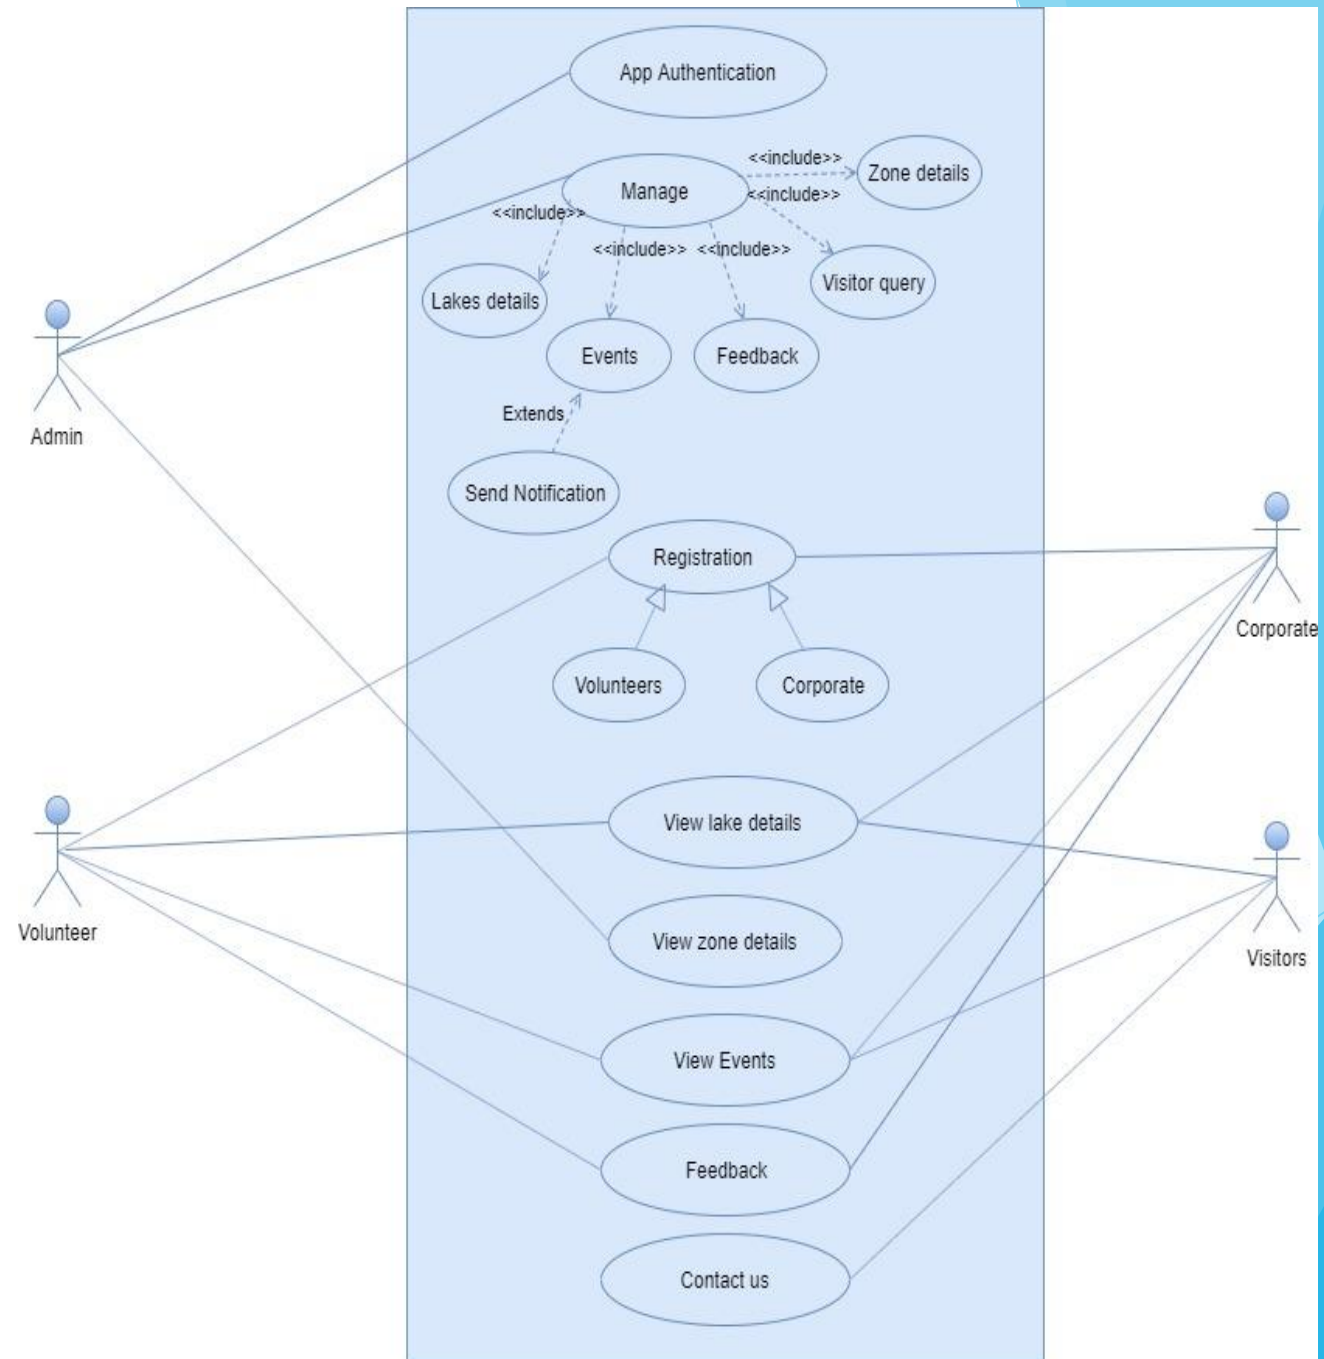 App Authentication
<<include>>
Zone details
Manage
<<include>>
<<include>>
<<include>>
<<include>>
Visitor query
Lakes details
Events
Feedback
Extends
Admin
Send Notification
Registration
Corporate
Volunteers
Corporate
View lake details
Volunteer
View zone details
Visitors
View Events
Feedback
Contact us